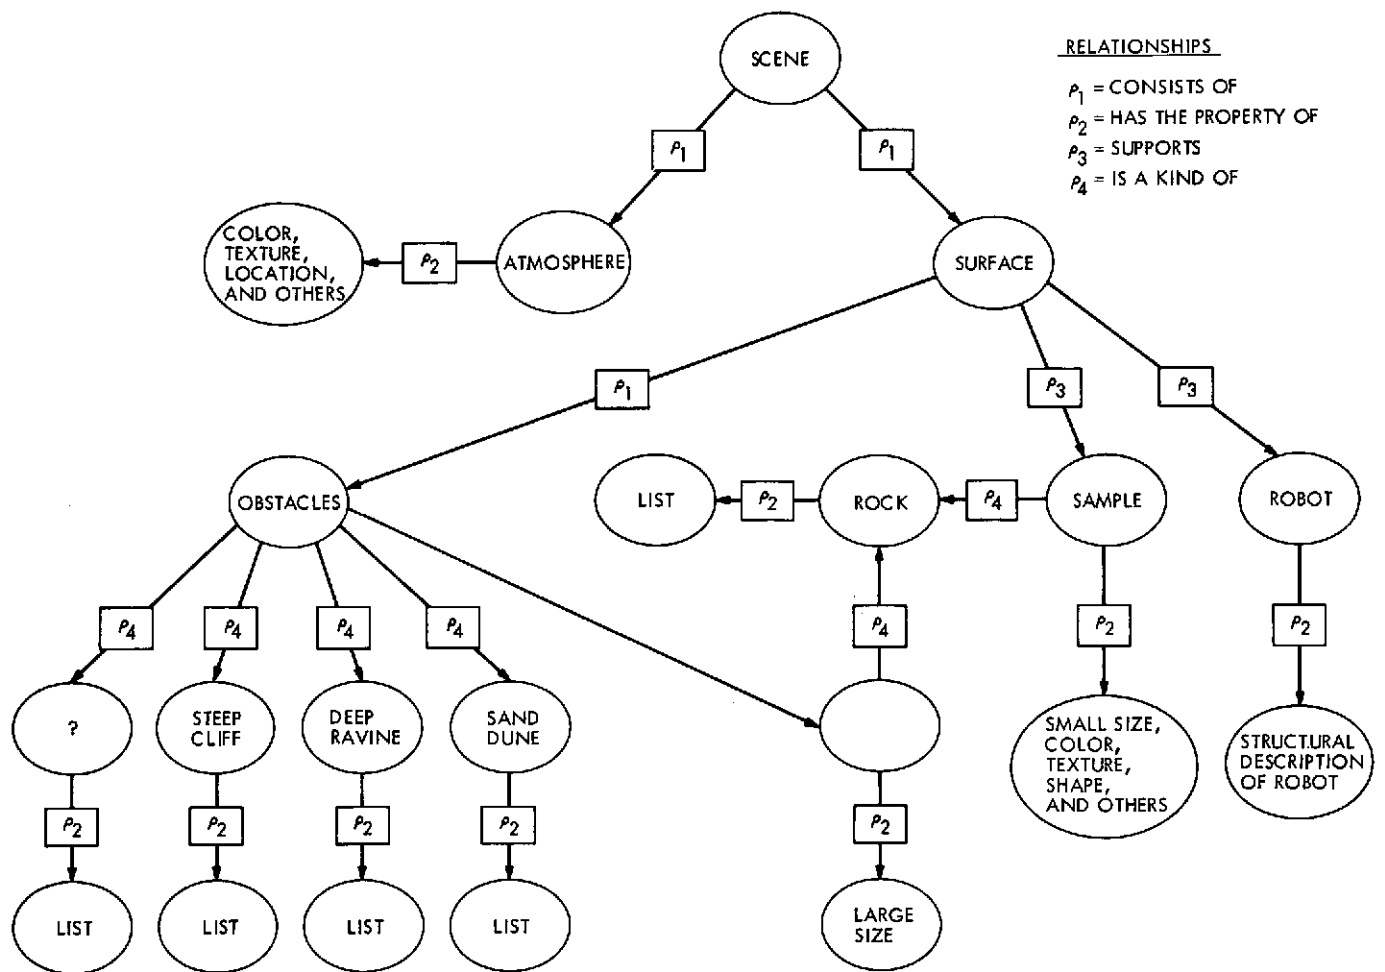 SCENE
RELATIONSHIPS
ρ1 = CONSISTS OF
ρ2 = HAS THE PROPERTY OF
ρ3 = SUPPORTS
ρ4 = IS A KIND OF
ρ1
ρ1
COLOR,
TEXTURE,
LOCATION,
AND OTHERS
ρ2
ATMOSPHERE
SURFACE
ρ1
ρ3
ρ3
OBSTACLES
LIST
ρ2
ROCK
ρ4
SAMPLE
ROBOT
ρ4
ρ4
ρ4
ρ4
ρ4
ρ2
ρ2
?
STEEP
CLIFF
DEEP
RAVINE
SAND
DUNE
SMALL SIZE,
COLOR,
TEXTURE,
SHAPE,
AND OTHERS
STRUCTURAL
DESCRIPTION
OF ROBOT
ρ2
ρ2
ρ2
ρ2
ρ2
LIST
LIST
LIST
LIST
LARGE
SIZE